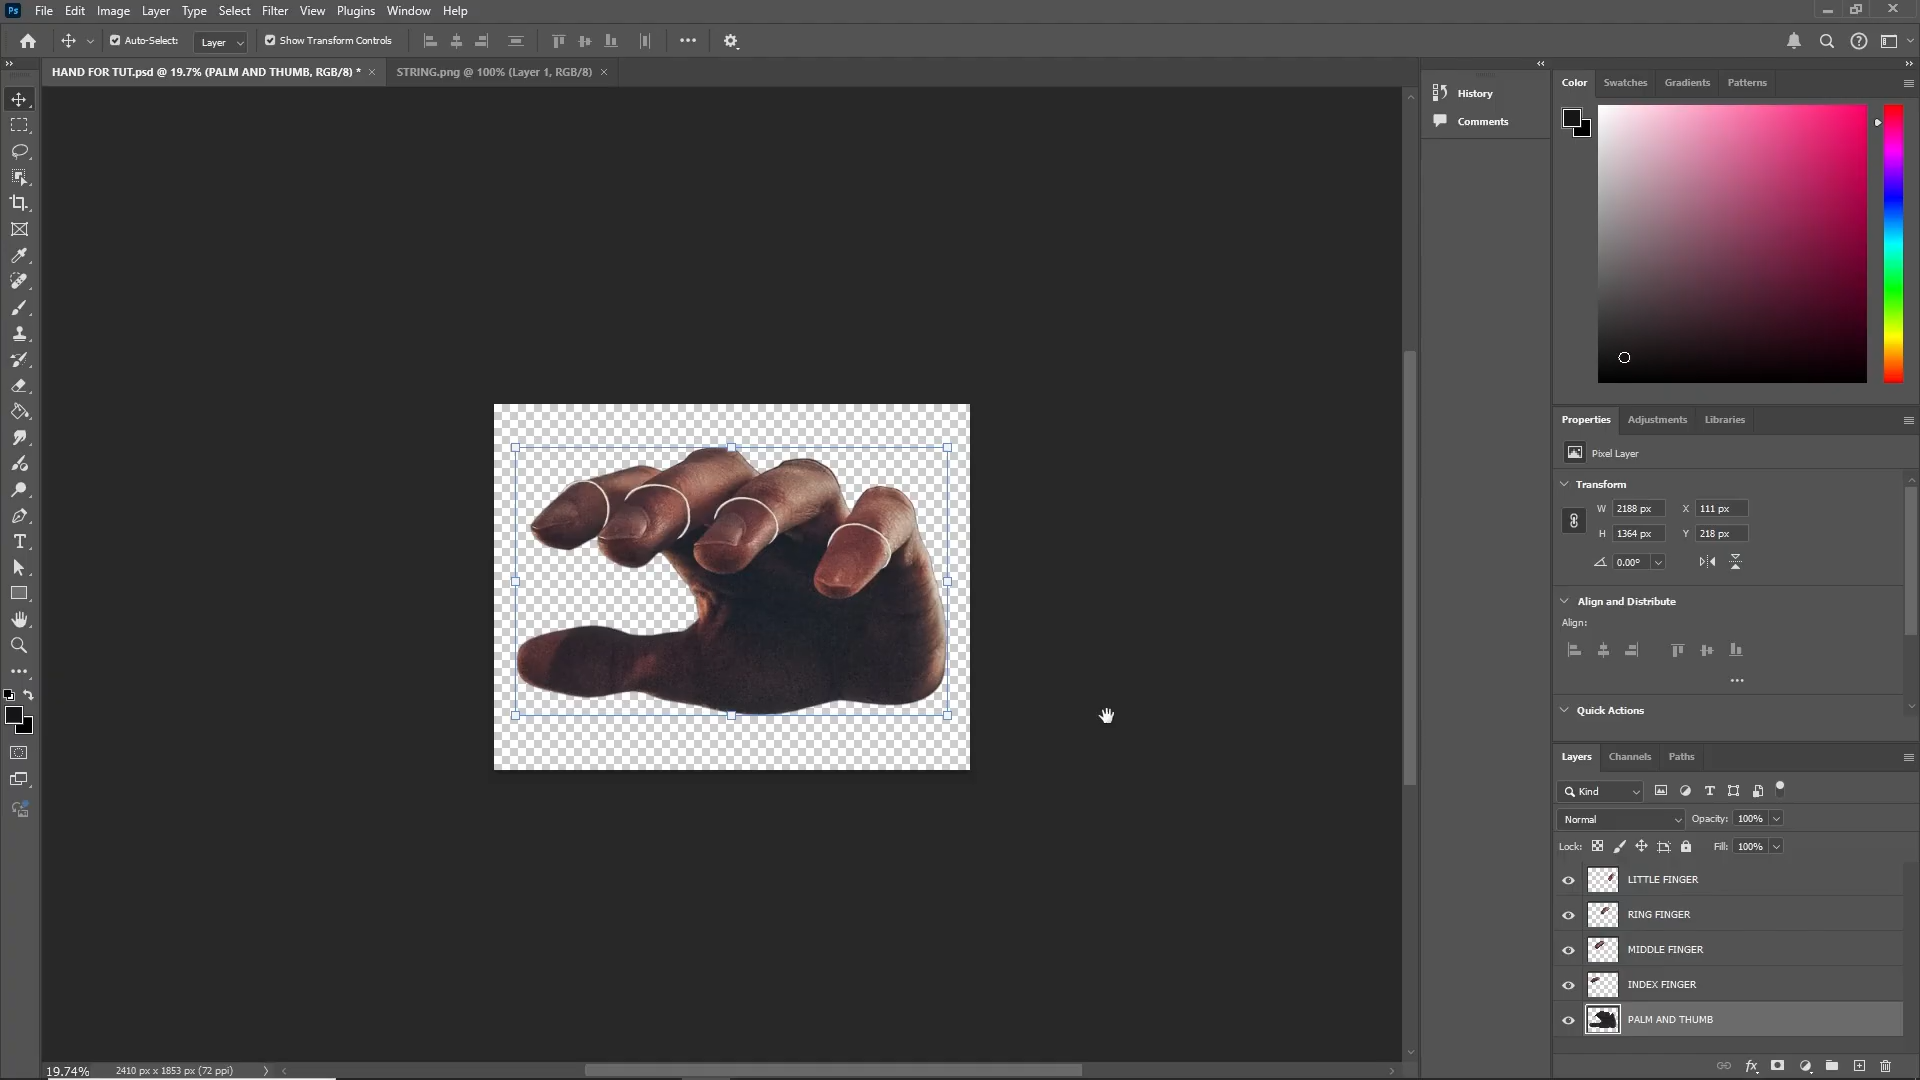 Ps File Edit Image Layer Type Select Filter View Plugins Window Help
Auto-Select: Layer Show Transform Controls
HAND FOR TUT.psd @ 19.7% (PALM AND THUMB, RGB/8) * × STRING.png @ 100% (Layer 1, RGB/8) ×
History
Comments
Color Swatches Gradients Patterns
Properties Adjustments Libraries
Pixel Layer
Transform
W 2188 px X 111 px
H 1364 px Y 218 px
0.00°
Align and Distribute
Align:
Quick Actions
Layers Channels Paths
Kind
Normal Opacity: 100%
Lock: Fill: 100%
LITTLE FINGER
RING FINGER
MIDDLE FINGER
INDEX FINGER
PALM AND THUMB
fx
19.74% 2410 px x 1853 px (72 ppi)